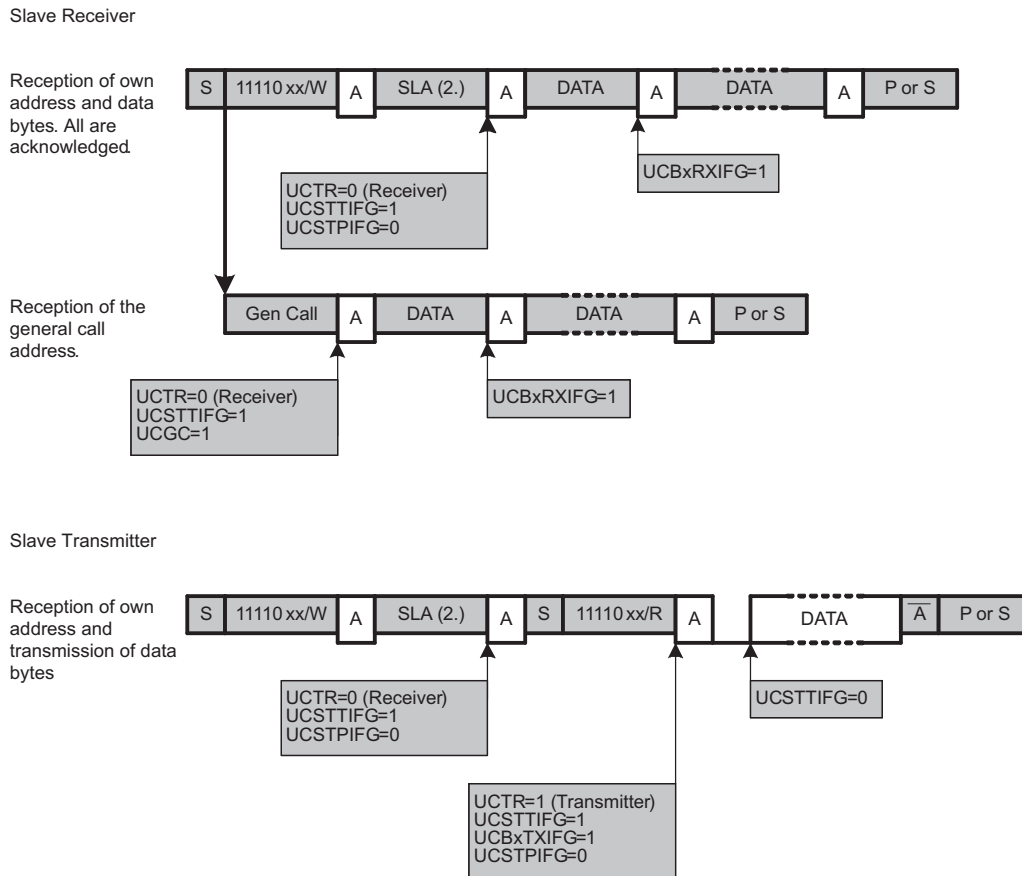 Slave Receiver
Reception of own
address and data
bytes. All are
acknowledged.
S 11110 xx/W A SLA (2.) A DATA A DATA A P or S
UCTR=0 (Receiver)
UCSTTIFG=1
UCSTPIFG=0
UCBxRXIFG=1
Reception of the
general call
address.
Gen Call A DATA A DATA A P or S
UCTR=0 (Receiver)
UCSTTIFG=1
UCGC=1
UCBxRXIFG=1
Slave Transmitter
Reception of own
address and
transmission of data
bytes
S 11110 xx/W A SLA (2.) A S 11110 xx/R A DATA A̅ P or S
UCTR=0 (Receiver)
UCSTTIFG=1
UCSTPIFG=0
UCSTTIFG=0
UCTR=1 (Transmitter)
UCSTTIFG=1
UCBxTXIFG=1
UCSTPIFG=0